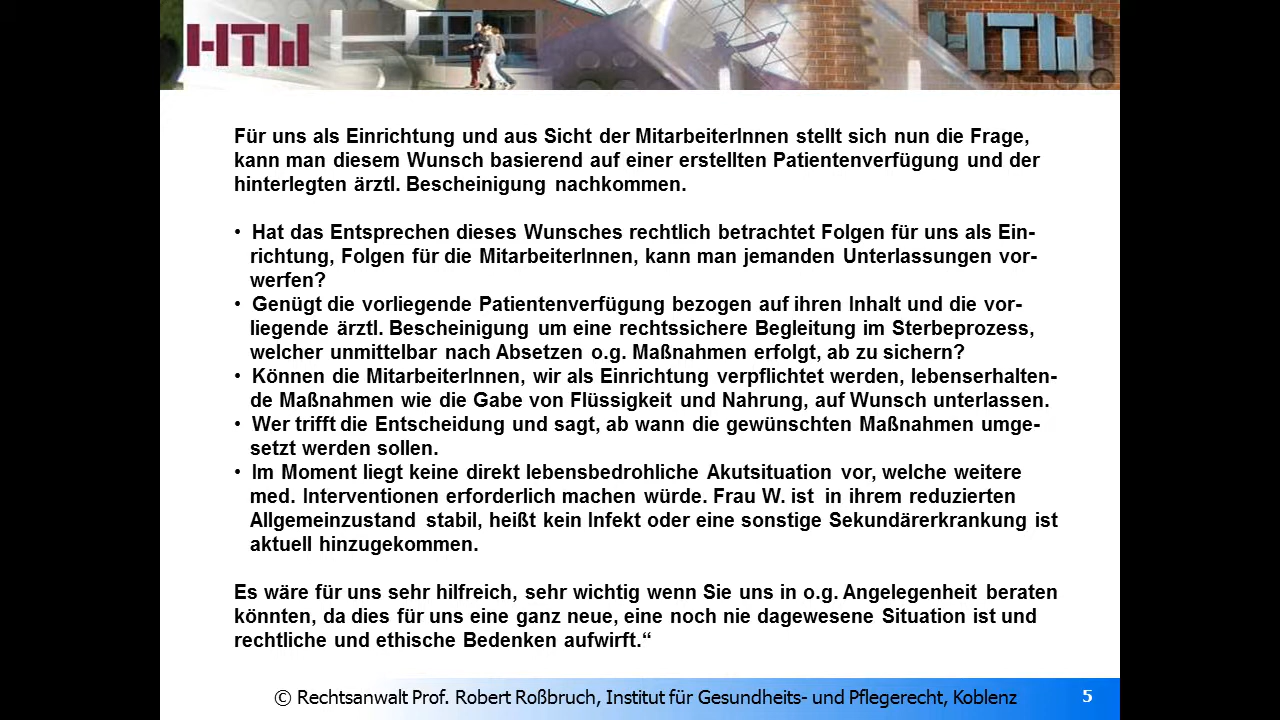 HTW
HTW
Für uns als Einrichtung und aus Sicht der MitarbeiterInnen stellt sich nun die Frage,
kann man diesem Wunsch basierend auf einer erstellten Patientenverfügung und der
hinterlegten ärztl. Bescheinigung nachkommen.
• Hat das Entsprechen dieses Wunsches rechtlich betrachtet Folgen für uns als Ein-
richtung, Folgen für die MitarbeiterInnen, kann man jemanden Unterlassungen vor-
werfen?
• Genügt die vorliegende Patientenverfügung bezogen auf ihren Inhalt und die vor-
liegende ärztl. Bescheinigung um eine rechtssichere Begleitung im Sterbeprozess,
welcher unmittelbar nach Absetzen o.g. Maßnahmen erfolgt, ab zu sichern?
• Können die MitarbeiterInnen, wir als Einrichtung verpflichtet werden, lebenserhalten-
de Maßnahmen wie die Gabe von Flüssigkeit und Nahrung, auf Wunsch unterlassen.
• Wer trifft die Entscheidung und sagt, ab wann die gewünschten Maßnahmen umge-
setzt werden sollen.
• Im Moment liegt keine direkt lebensbedrohliche Akutsituation vor, welche weitere
med. Interventionen erforderlich machen würde. Frau W. ist in ihrem reduzierten
Allgemeinzustand stabil, heißt kein Infekt oder eine sonstige Sekundärerkrankung ist
aktuell hinzugekommen.
Es wäre für uns sehr hilfreich, sehr wichtig wenn Sie uns in o.g. Angelegenheit beraten
könnten, da dies für uns eine ganz neue, eine noch nie dagewesene Situation ist und
rechtliche und ethische Bedenken aufwirft.“
© Rechtsanwalt Prof. Robert Roßbruch, Institut für Gesundheits- und Pflegerecht, Koblenz
5